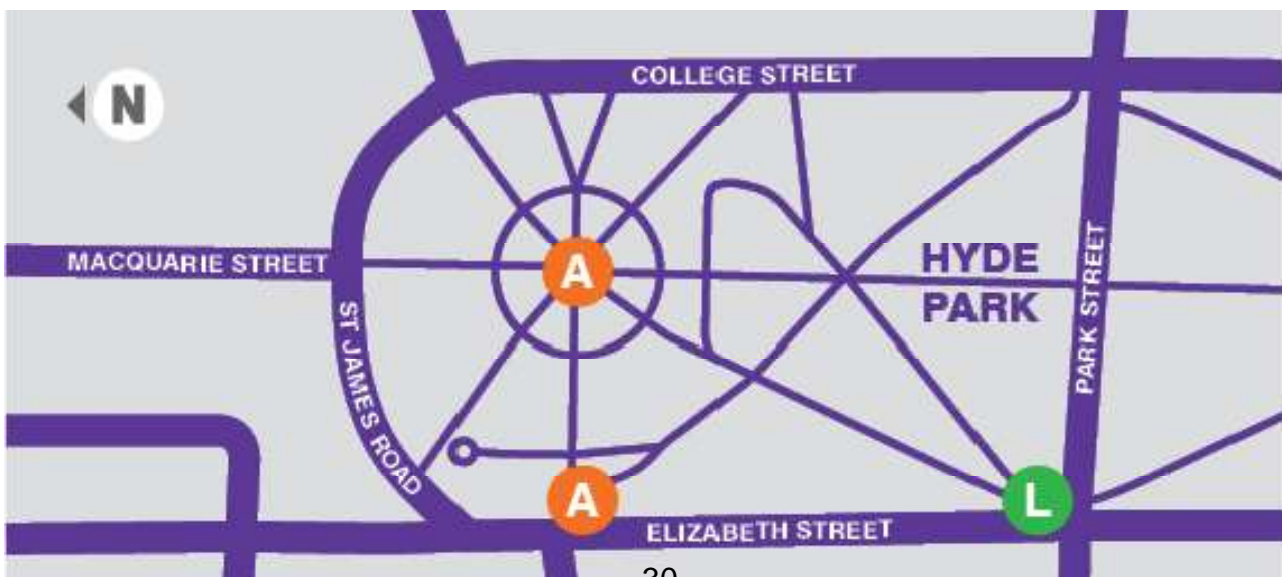 COLLEGE STREET
N
MACQUARIE STREET
A
HYDE
PARK
PARK STREET
ST JAMES ROAD
A
L
ELIZABETH STREET